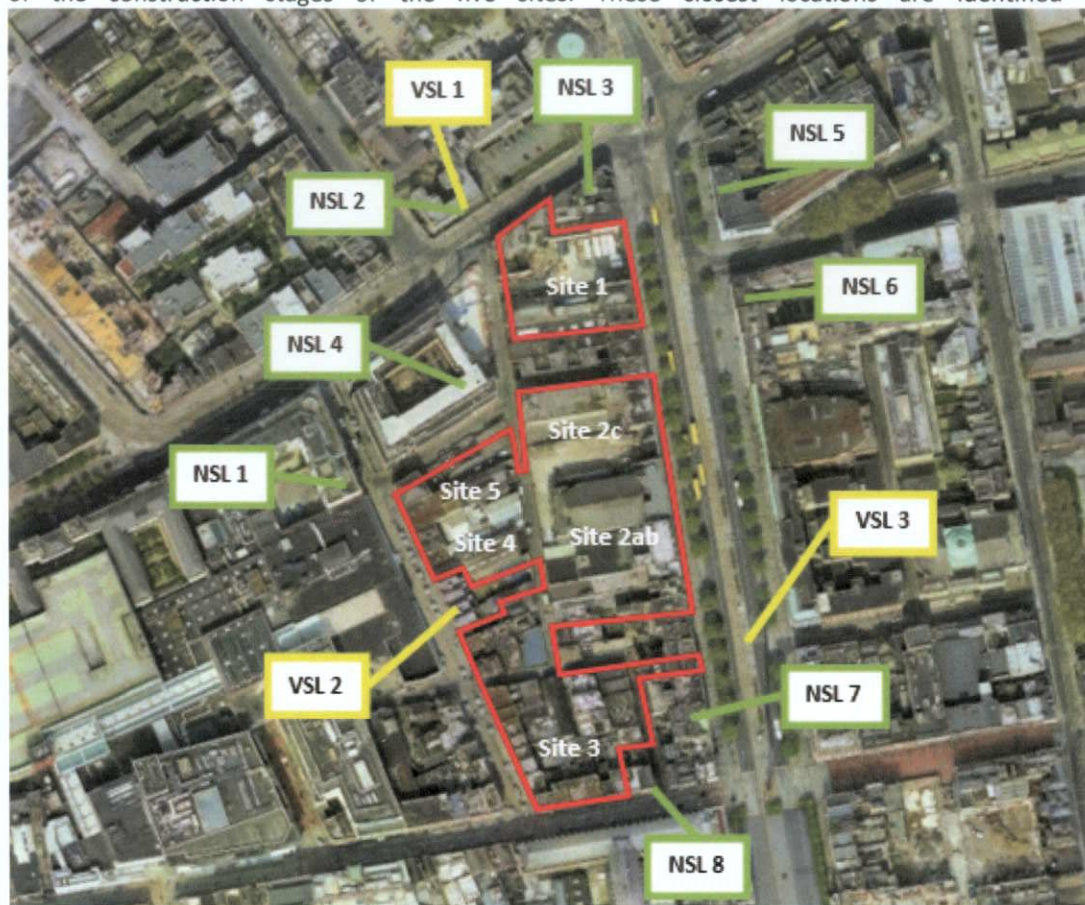 of the construction stages of the five sites. These closest locations are identified
VSL 1
NSL 3
NSL 5
NSL 2
Site 1
NSL 6
NSL 4
Site 2c
NSL 1
Site 5
Site 4
Site 2ab
VSL 3
VSL 2
NSL 7
Site 3
NSL 8